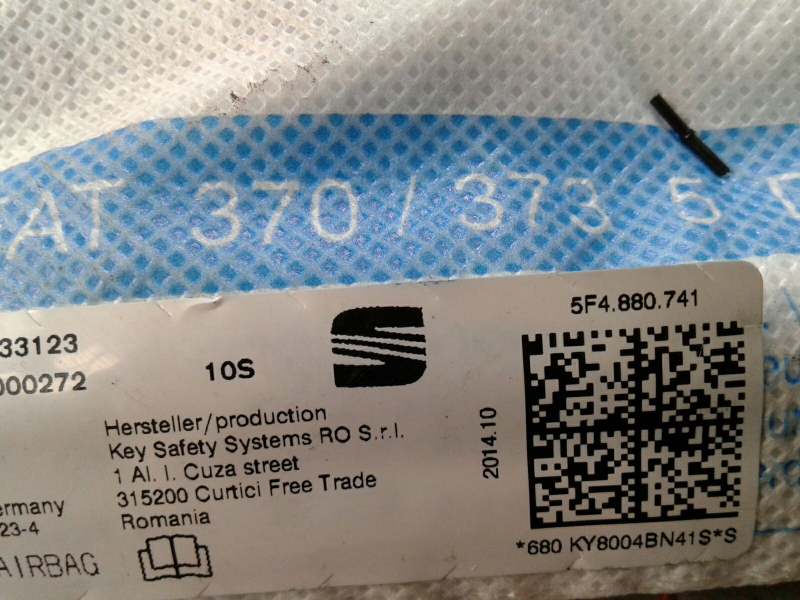 AT 370 / 373 5
33123
000272
10S
5F4.880.741
Hersteller/production
Key Safety Systems RO S.r.l.
1 Al. I. Cuza street
315200 Curtici Free Trade
Romania
2014.10
ermany
23-4
AIRBAG
*680 KY8004BN41S*S